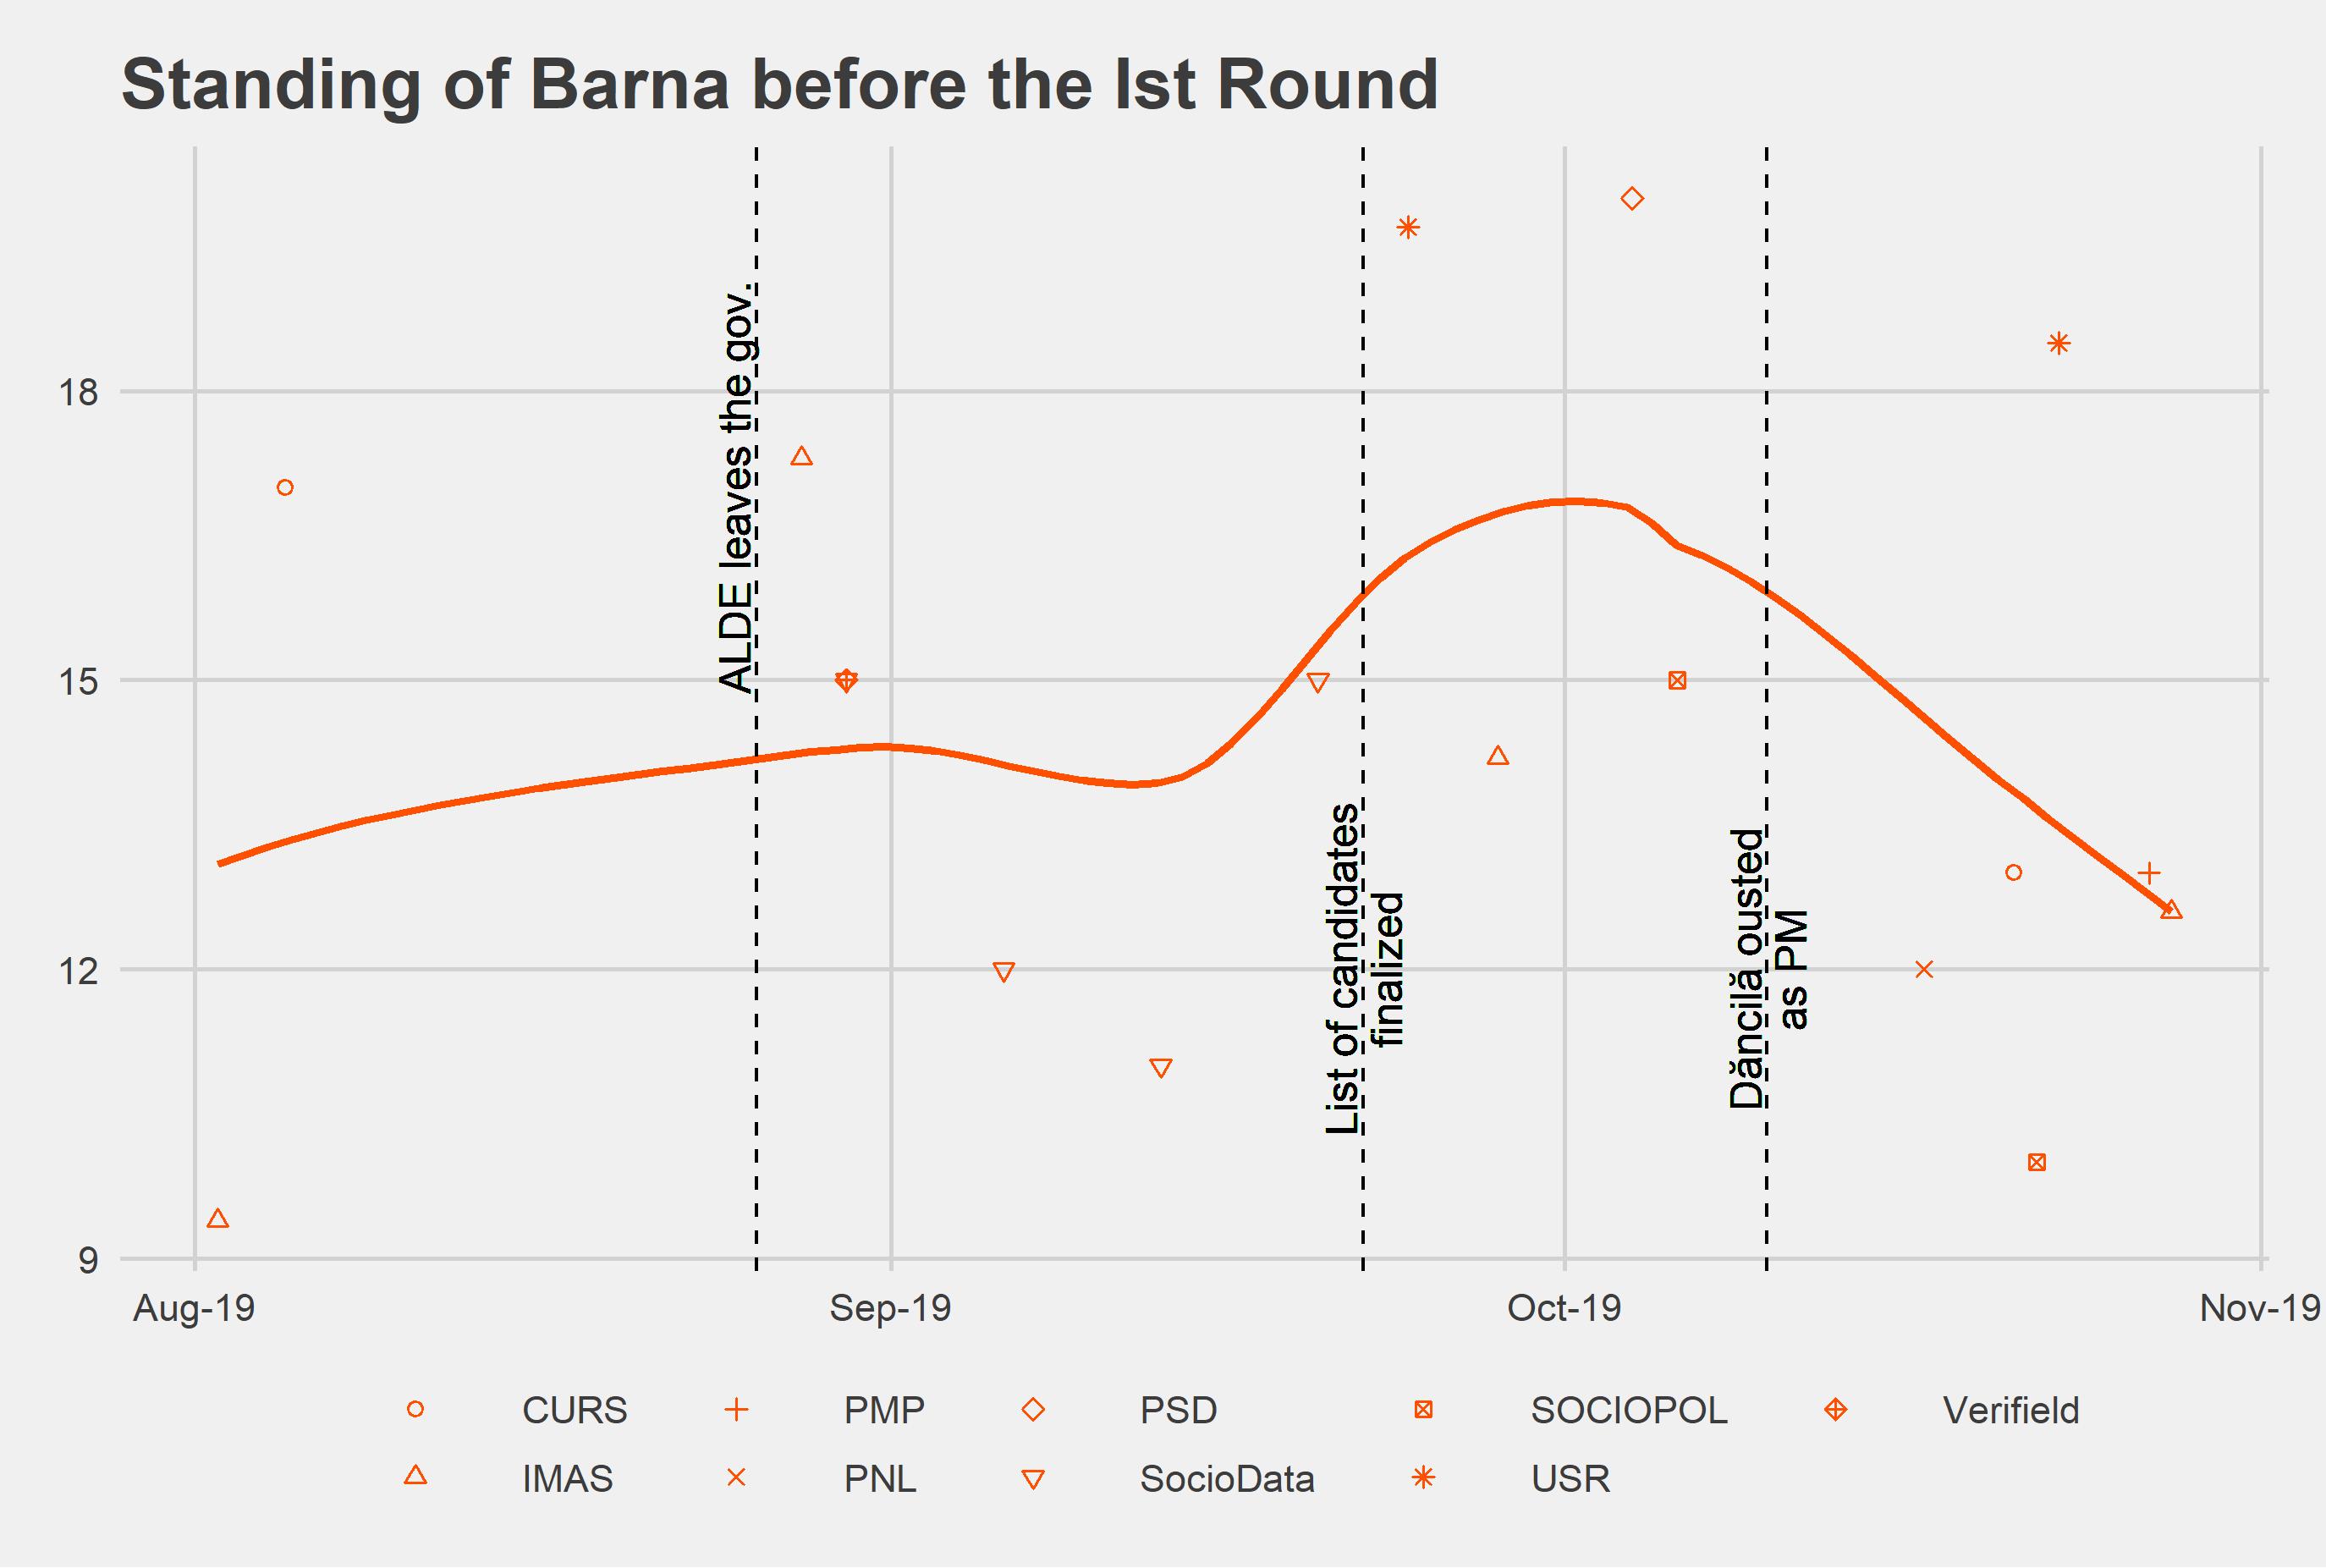 Standing of Barna before the Ist Round
18
15
12
9
ALDE leaves the gov.
List of candidates
finalized
Dăncilă ousted
as PM
Aug-19
Sep-19
Oct-19
Nov-19
CURS
PMP
PSD
SOCIOPOL
Verifield
IMAS
PNL
SocioData
USR